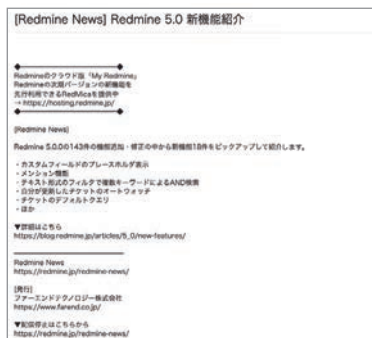 [Redmine News] Redmine 5.0 新機能紹介
Redmineのクラウド版「My Redmine」
Redmineの次期バージョンの新機能を
先行利用できるRedMicaを提供中
→ https://hosting.redmine.jp/
[Redmine News]
Redmine 5.0.0の143件の機能追加・修正の中から新機能18件をピックアップして紹介します。
・カスタムフィールドのプレースホルダ表示
・メンション機能
・テキスト形式のフィルタで複数キーワードによるAND検索
・自分が更新したチケットのオートウォッチ
・チケットのデフォルトクエリ
・ほか
▼詳細はこちら
https://blog.redmine.jp/articles/5_0/new-features/
Redmine News
https://redmine.jp/redmine-news/
[発行]
ファーエンドテクノロジー株式会社
https://www.farend.co.jp/
▼配信停止はこちらから
https://redmine.jp/redmine-news/